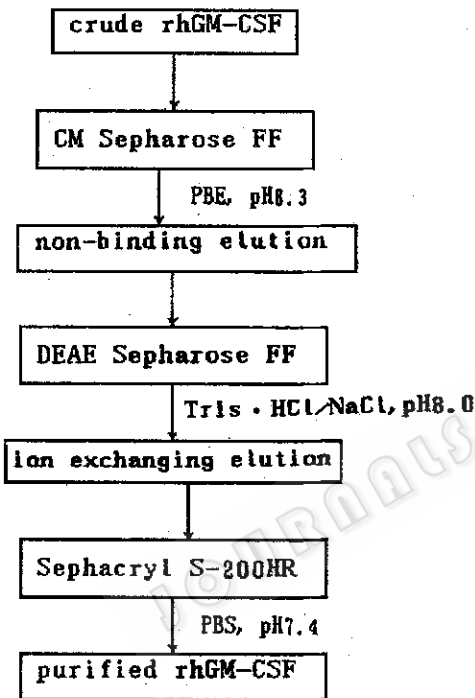 crude rhGM-CSF
CM Sepharose FF
PBE, pH8.3
non-binding elution
DEAE Sepharose FF
Tris · HCl/NaCl, pH8.0
ion exchanging elution
Sephacryl S-200HR
PBS, pH7.4
purified rhGM-CSF
JOURNALS